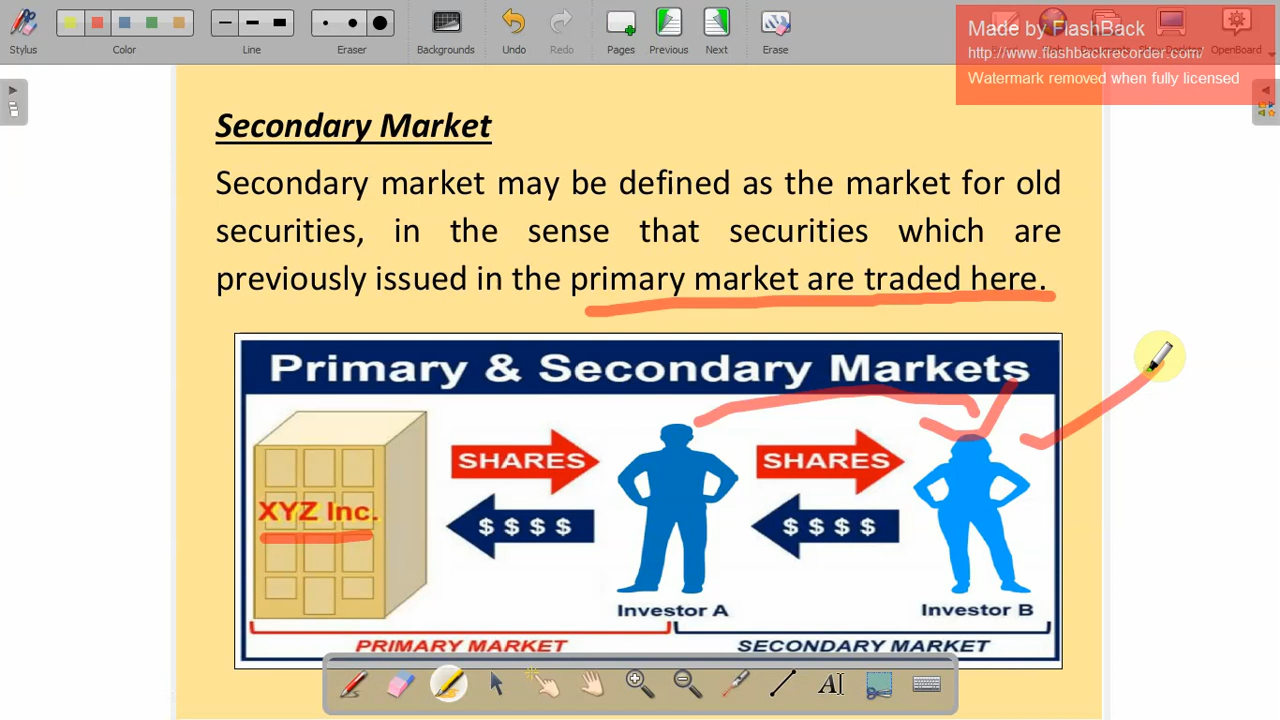 Stylus
Color
Line
Eraser
Backgrounds
Undo
Redo
Pages
Previous
Next
Erase
OpenBoard
Made by FlashBack
http://www.flashbackrecorder.com/
Watermark removed when fully licensed
Secondary Market
Secondary market may be defined as the market for old
securities, in the sense that securities which are
previously issued in the primary market are traded here.
Primary & Secondary Markets
XYZ Inc.
SHARES
$ $ $ $
SHARES
$ $ $ $
Investor A
Investor B
PRIMARY MARKET
SECONDARY MARKET